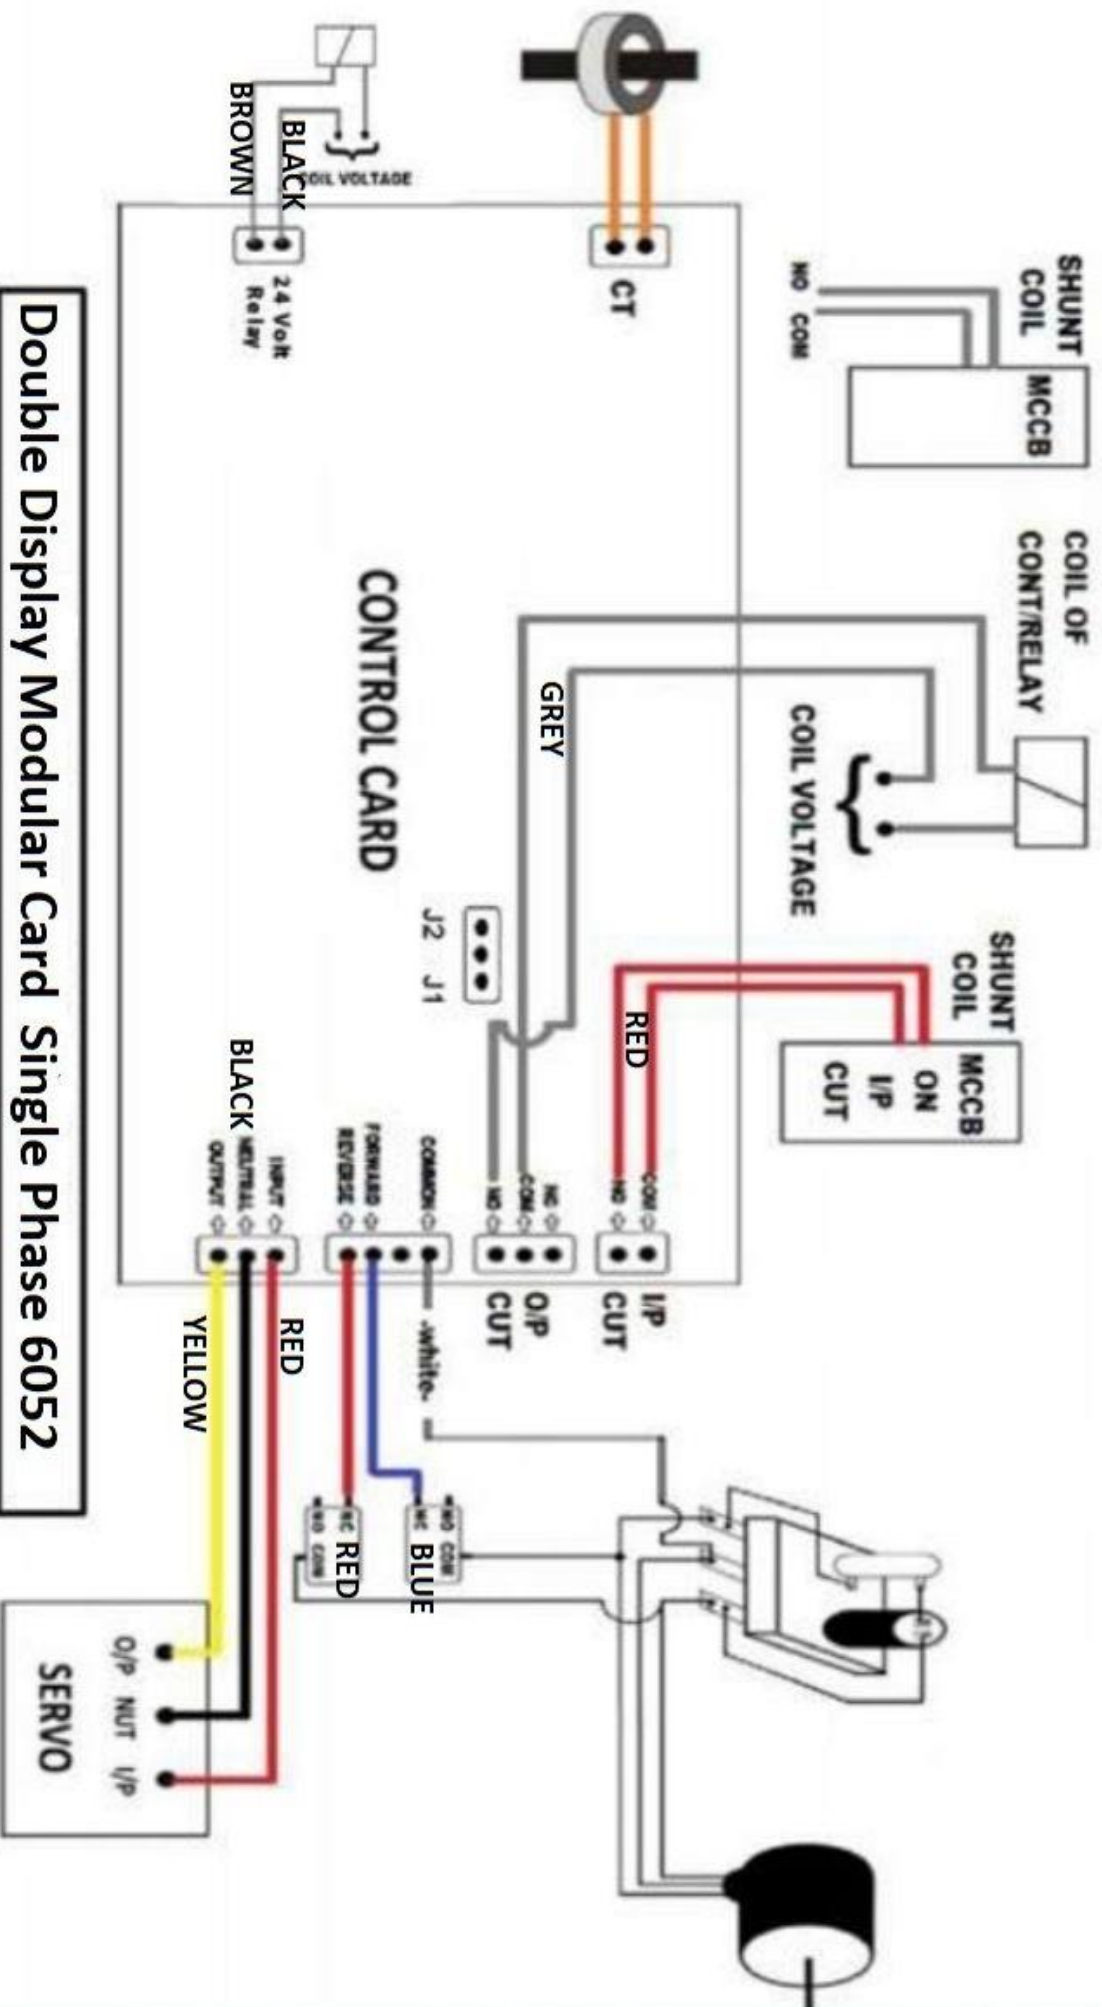 SHUNT
COIL
MCCB
NO COM
COIL OF
CONT/RELAY
COIL VOLTAGE
SHUNT
COIL
MCCB
ON
I/P
CUT
CT
GREY
RED
COM
NO
I/P
CUT
NC
COM
NO
O/P
CUT
J2 J1
CONTROL CARD
COMMON
FORWARD
REVERSE
-white-
NO COM
NC
BLUE
NC
RED
NO COM
INPUT
NEUTRAL
OUTPUT
BLACK
RED
YELLOW
COIL VOLTAGE
BLACK
BROWN
24 Volt
Relay
O/P NUT I/P
SERVO
Double Display Modular Card Single Phase 6052